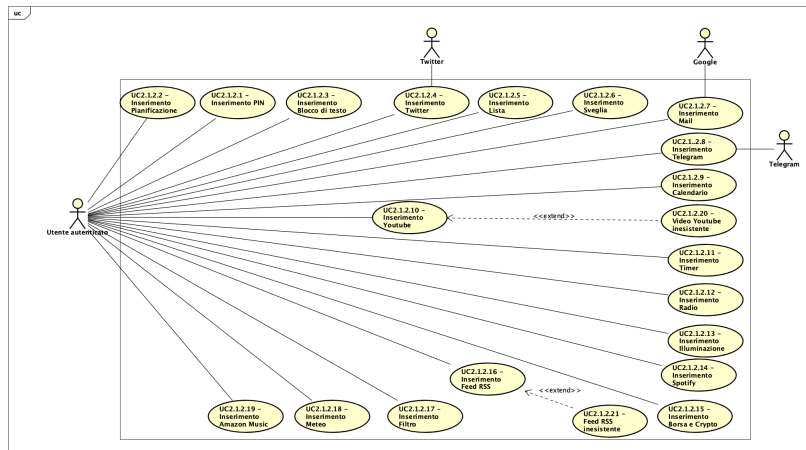 uc
Twitter
Google
UC2.1.2.2 –
Inserimento
Pianificazione
UC2.1.2.1 –
Inserimento PIN
UC2.1.2.3 –
Inserimento
Blocco di testo
UC2.1.2.4 –
Inserimento
Twitter
UC2.1.2.5 –
Inserimento
Lista
UC2.1.2.6 –
Inserimento
Sveglia
UC2.1.2.7 –
Inserimento
Mail
UC2.1..2.8 –
Inserimento
Telegram
Telegram
UC2.1.2.9 –
Inserimento
Calendario
Utente autenticato
UC2.1.2.10 –
Inserimento
Youtube
<<extend>>
UC2.1.2.20 –
Video Youtube
inesistente
UC2.1.2.11 –
Inserimento
Timer
UC2.1.2.12 –
Inserimento
Radio
UC2.1.2.13 –
Inserimento
Illuminazione
UC2.1.2.14 –
Inserimento
Spotify
UC2.1.2.16 –
Inserimento
Feed RSS
<<extend>>
UC2.1.2.19 –
Inserimento
Amazon Music
UC2.1.2.18 –
Inserimento
Meteo
UC2.1.2.17 –
Inserimento
Filtro
UC2.1.2.21 –
Feed RSS
inesistente
UC2.1.2.15 –
Inserimento
Borsa e Crypto